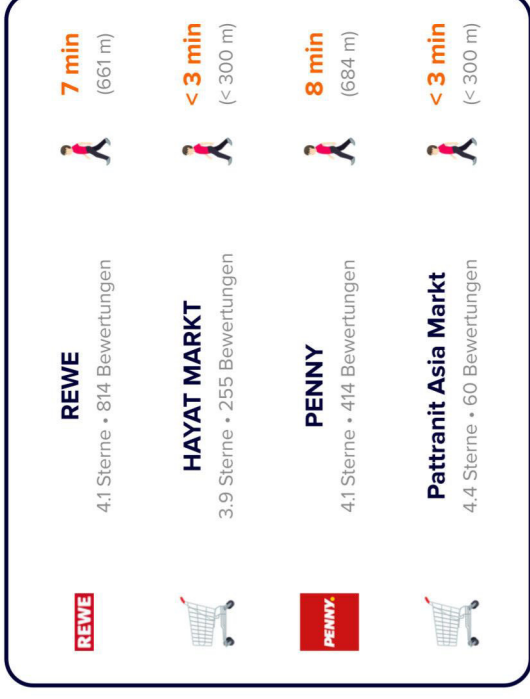 REWE
REWE
4.1 Sterne • 814 Bewertungen
7 min
(661 m)
HAYAT MARKT
3.9 Sterne • 255 Bewertungen
< 3 min
(< 300 m)
PENNY.
PENNY
4.1 Sterne • 414 Bewertungen
8 min
(684 m)
Pattranit Asia Markt
4.4 Sterne • 60 Bewertungen
< 3 min
(< 300 m)